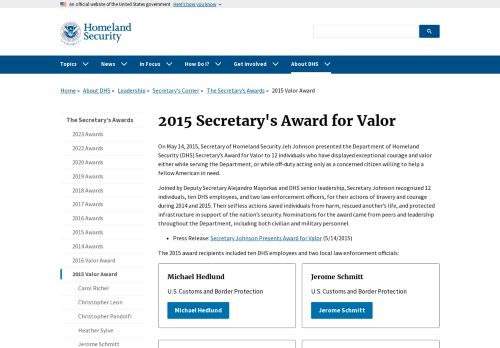 An official website of the United States government Here's how you know
Homeland
Security
Topics News In Focus How Do I? Get Involved About DHS
Home » About DHS » Leadership » Secretary's Corner » The Secretary's Awards » 2015 Valor Award
The Secretary's Awards
2023 Awards
2022 Awards
2020 Awards
2019 Awards
2018 Awards
2017 Awards
2016 Awards
2015 Awards
2014 Awards
2016 Valor Award
2015 Valor Award
Carol Richel
Christopher Leon
Christopher Pandolfi
Heather Sylve
Jerome Schmitt
2015 Secretary's Award for Valor
On May 14, 2015, Secretary of Homeland Security Jeh Johnson presented the Department of Homeland
Security (DHS) Secretary's Award for Valor to 12 individuals who have displayed exceptional courage and valor
either while serving the Department, or while off-duty acting only as a concerned citizen willing to help a
fellow American in need.
Joined by Deputy Secretary Alejandro Mayorkas and DHS senior leadership, Secretary Johnson recognized 12
individuals, ten DHS employees, and two law enforcement officers, for their actions of bravery and courage
during 2014 and 2015. Their selfless actions saved individuals from harm, rescued another's life, and protected
infrastructure in support of the nation's security. Nominations for the award came from peers and leadership
throughout the Department, including both civilian and military personnel.
Press Release: Secretary Johnson Presents Award for Valor (5/14/2015)
The 2015 award recipients included ten DHS employees and two local law enforcement officials:
Michael Hedlund
U.S. Customs and Border Protection
Michael Hedlund
Jerome Schmitt
U.S. Customs and Border Protection
Jerome Schmitt